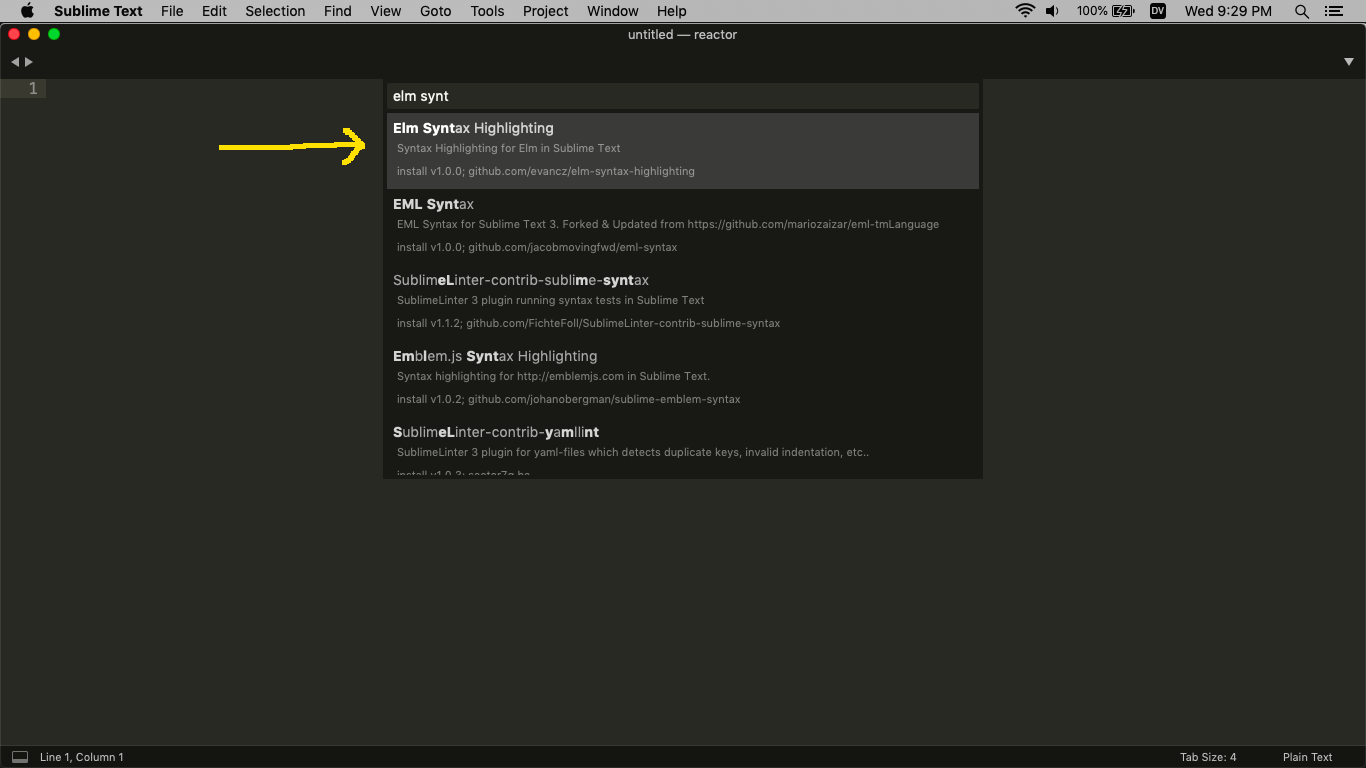 Sublime Text File Edit Selection Find View Goto Tools Project Window Help 100% DV Wed 9:29 PM
untitled — reactor
1
elm synt
Elm Syntax Highlighting
Syntax Highlighting for Elm in Sublime Text
install v1.0.0; github.com/evancz/elm-syntax-highlighting
EML Syntax
EML Syntax for Sublime Text 3. Forked & Updated from https://github.com/mariozaizar/eml-tmLanguage
install v1.0.0; github.com/jacobmovingfwd/eml-syntax
SublimeLinter-contrib-sublime-syntax
SublimeLinter 3 plugin running syntax tests in Sublime Text
install v1.1.2; github.com/FichteFoll/SublimeLinter-contrib-sublime-syntax
Emblem.js Syntax Highlighting
Syntax highlighting for http://emblemjs.com in Sublime Text.
install v1.0.2; github.com/johanobergman/sublime-emblem-syntax
SublimeLinter-contrib-yamllint
SublimeLinter 3 plugin for yaml-files which detects duplicate keys, invalid indentation, etc..
install v1.0.3;
Line 1, Column 1 Tab Size: 4 Plain Text